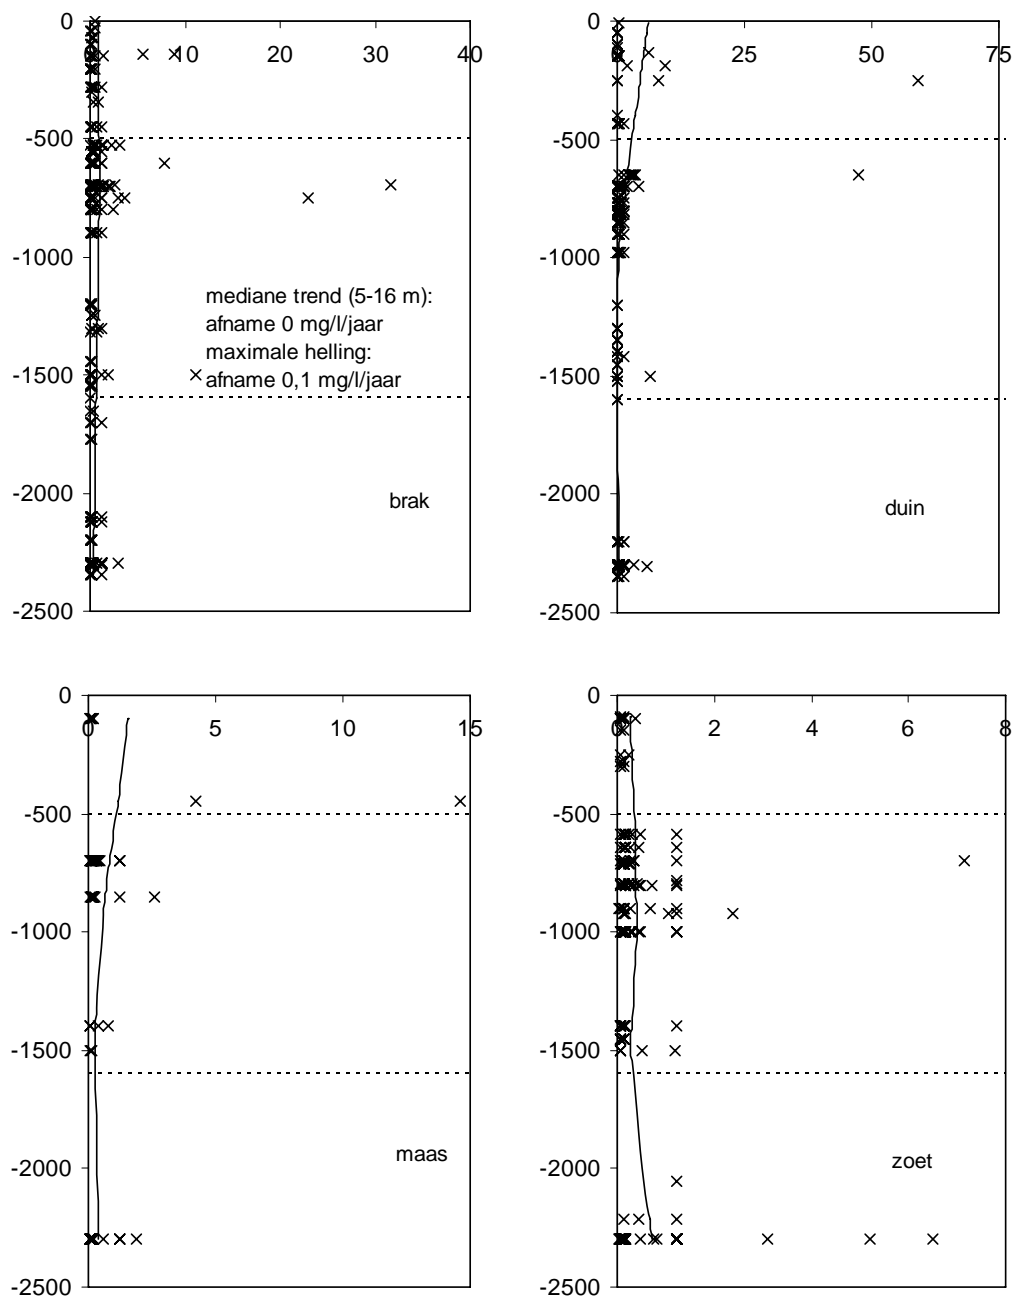 0
0 10 20 30 40
-500
-1000
mediane trend (5-16 m):
afname 0 mg/l/jaar
maximale helling:
afname 0,1 mg/l/jaar
-1500
-2000
brak
-2500
0
0 25 50 75
-500
-1000
-1500
-2000
duin
-2500
0
0 5 10 15
-500
-1000
-1500
-2000
maas
-2500
0
0 2 4 6 8
-500
-1000
-1500
-2000
zoet
-2500